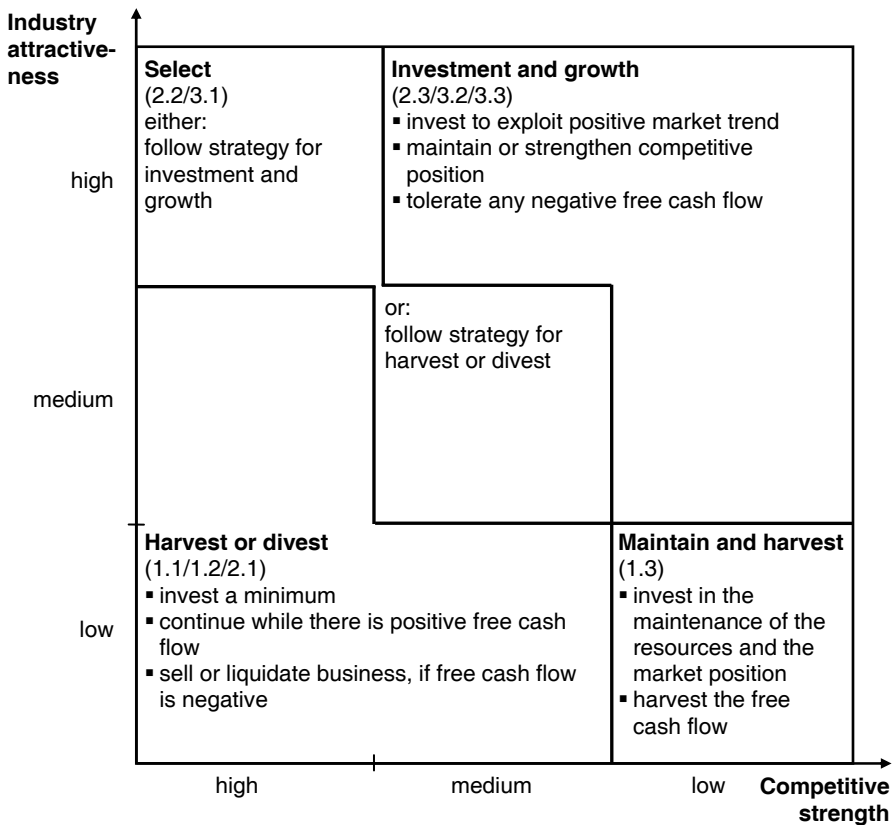 Industry
attractive-
ness
Select
(2.2/3.1)
either:
follow strategy for
investment and
growth
Investment and growth
(2.3/3.2/3.3)
▪ invest to exploit positive market trend
▪ maintain or strengthen competitive
position
▪ tolerate any negative free cash flow
high
or:
follow strategy for
harvest or divest
medium
Harvest or divest
(1.1/1.2/2.1)
▪ invest a minimum
▪ continue while there is positive free cash
flow
▪ sell or liquidate business, if free cash flow
is negative
Maintain and harvest
(1.3)
▪ invest in the
maintenance of the
resources and the
market position
▪ harvest the free
cash flow
low
high
medium
low
Competitive
strength